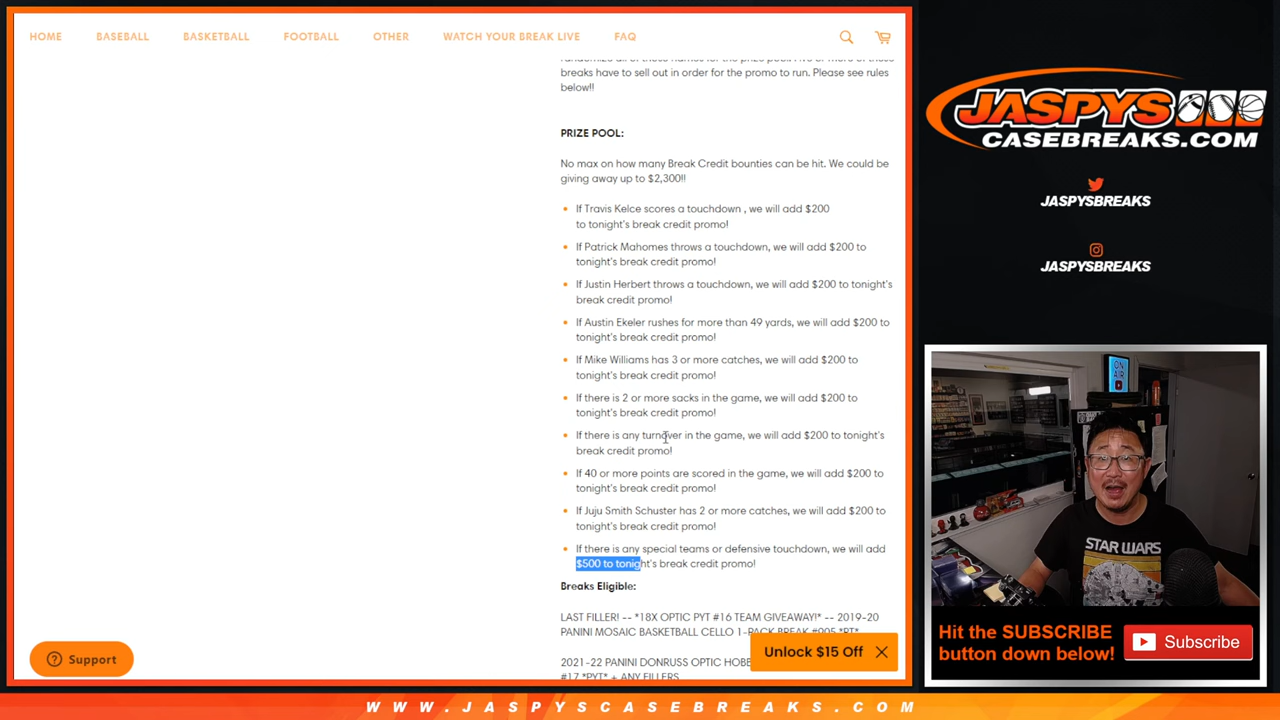 HOME BASEBALL BASKETBALL FOOTBALL OTHER WATCH YOUR BREAK LIVE FAQ
breaks have to sell out in order for the promo to run. Please see rules
below!!
PRIZE POOL:
No max on how many Break Credit bounties can be hit. We could be
giving away up to $2,300!!
If Travis Kelce scores a touchdown , we will add $200
to tonight's break credit promo!
If Patrick Mahomes throws a touchdown, we will add $200 to
tonight's break credit promo!
If Justin Herbert throws a touchdown, we will add $200 to tonight's
break credit promo!
If Austin Ekeler rushes for more than 49 yards, we will add $200 to
tonight's break credit promo!
If Mike Williams has 3 or more catches, we will add $200 to
tonight's break credit promo!
If there is 2 or more sacks in the game, we will add $200 to
tonight's break credit promo!
If there is any turnover in the game, we will add $200 to tonight's
break credit promo!
If 40 or more points are scored in the game, we will add $200 to
tonight's break credit promo!
If Juju Smith Schuster has 2 or more catches, we will add $200 to
tonight's break credit promo!
If there is any special teams or defensive touchdown, we will add
$500 to tonight's break credit promo!
Breaks Eligible:
LAST FILLER! -- *18X OPTIC PYT #16 TEAM GIVEAWAY!* -- 2019-20
PANINI MOSAIC BASKETBALL CELLO 1-PACK BREAK #905 *RT*
2021-22 PANINI DONRUSS OPTIC
#17 *PYT* + ANY FILLERS
Support
Unlock $15 Off
JASPYS
CASEBREAKS.COM
JASPYSBREAKS
JASPYSBREAKS
ON
AIR
STAR WARS
Hit the SUBSCRIBE
button down below!
Subscribe
WWW.JASPYSCASEBREAKS.COM